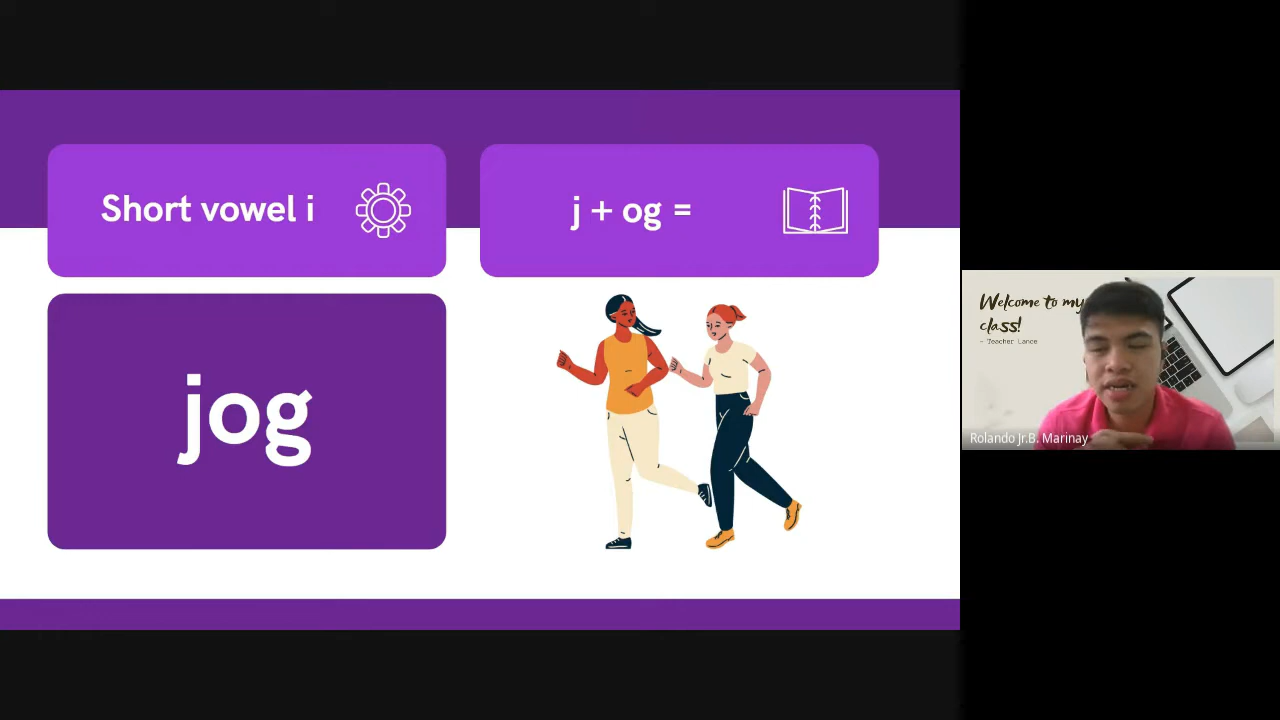 Short vowel i
j + og =
jog
Welcome to my
class!
- Teacher Lance
Rolando Jr.B. Marinay